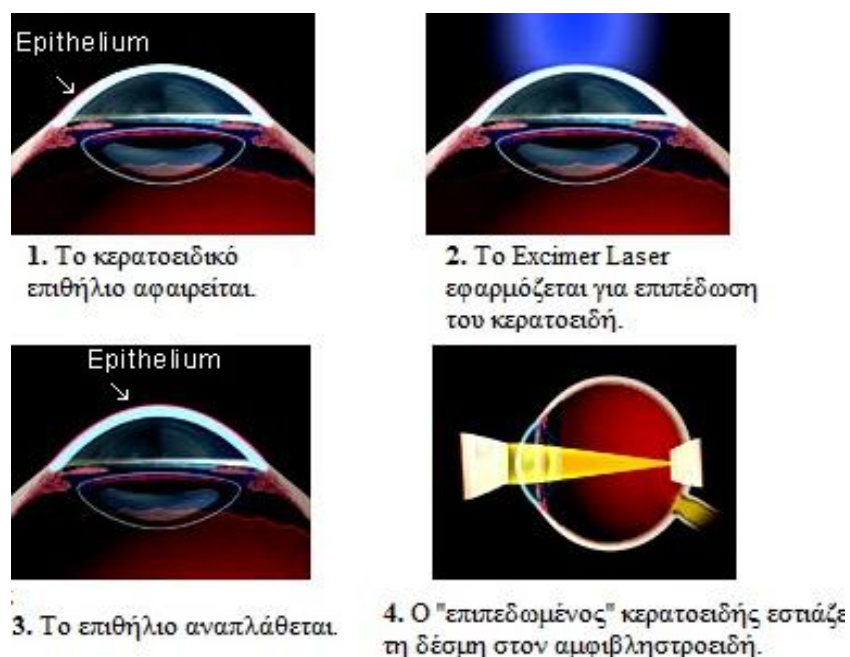 Epithelium
1. Το κερατοειδικό
επιθήλιο αφαιρείται.
2. Το Excimer Laser
εφαρμόζεται για επιπέδωση
του κερατοειδή.
Epithelium
3. Το επιθήλιο αναπλάθεται.
4. Ο "επιπεδωμένος" κερατοειδής εστιάζε
τη δέσμη στον αμφιβληστροειδή.